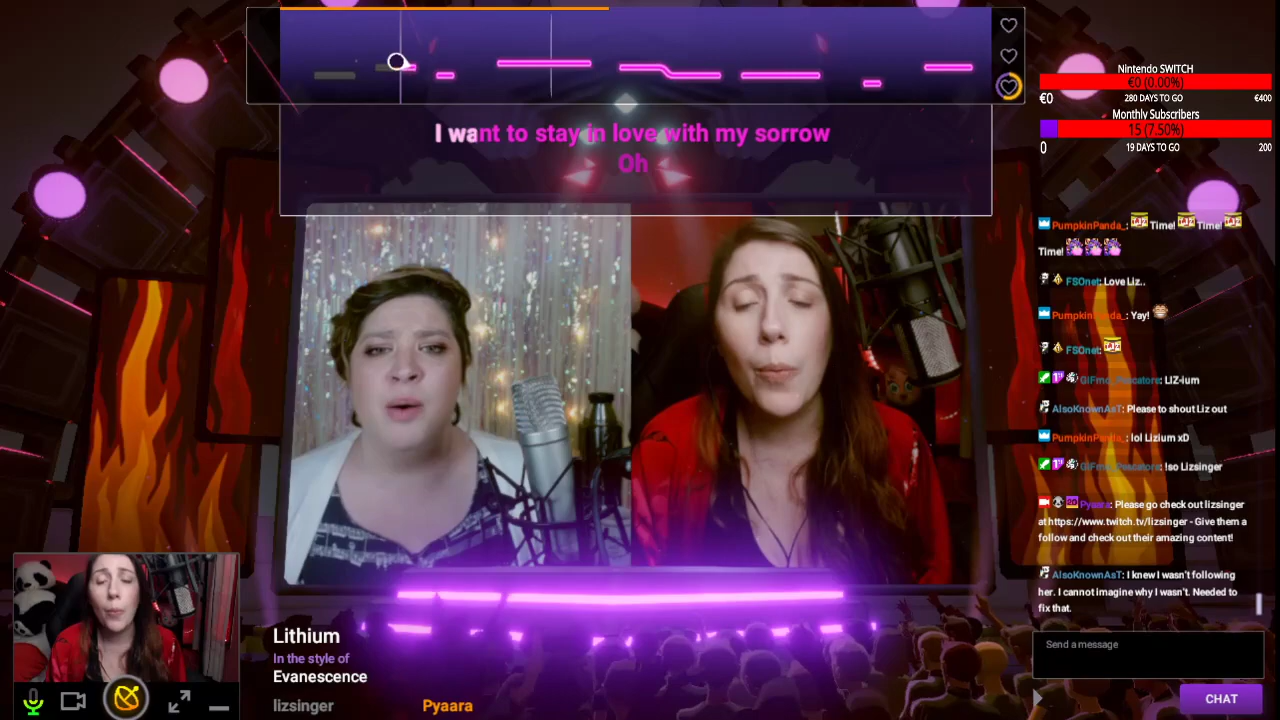 I want to stay in love with my sorrow
Oh
Nintendo SWITCH
€0 (0.00%)
€0 280 DAYS TO GO €400
Monthly Subscribers
15 (7.50%)
0 19 DAYS TO GO 200
PumpkinPanda_: Time! Time!
Time!
FSOnet: Love Liz..
PumpkinPanda_: Yay!
FSOnet:
: LIZ-ium
AlsoKnownAsT: Please to shout Liz out
PumpkinPanda_: lol Lizium xD
: !so Lizsinger
Pyaara: Please go check out lizsinger
at https://www.twitch.tv/lizsinger - Give them a
follow and check out their amazing content!
AlsoKnownAsT: I knew I wasn't following
her. I cannot imagine why I wasn't. Needed to
fix that.
Send a message
CHAT
Lithium
In the style of
Evanescence
lizsinger Pyaara